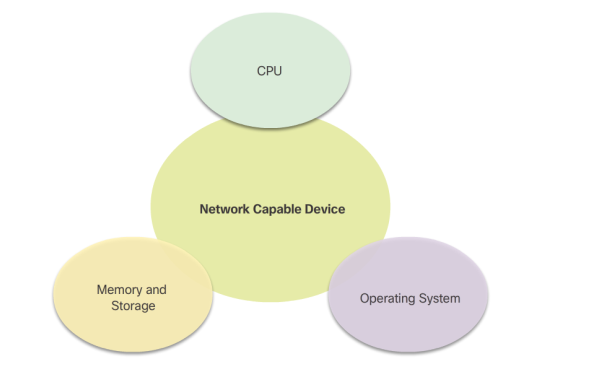 CPU
Network Capable Device
Memory and
Storage
Operating System